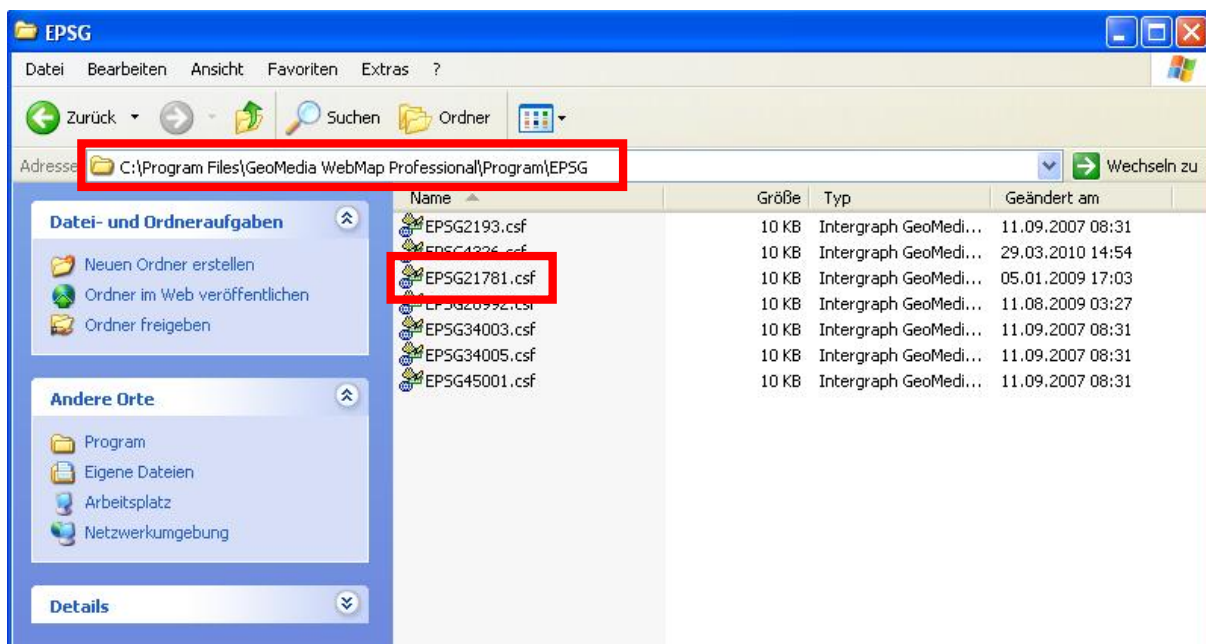 EPSG
Datei Bearbeiten Ansicht Favoriten Extras ?
Zurück Suchen Ordner
Adresse C:\Program Files\GeoMedia WebMap Professional\Program\EPSG Wechseln zu
Name Größe Typ Geändert am
Datei- und Ordneraufgaben
Neuen Ordner erstellen
Ordner im Web veröffentlichen
Ordner freigeben
Andere Orte
Program
Eigene Dateien
Arbeitsplatz
Netzwerkumgebung
Details
EPSG2193.csf 10 KB Intergraph GeoMedi... 11.09.2007 08:31
EPSG4326.csf 10 KB Intergraph GeoMedi... 29.03.2010 14:54
EPSG21781.csf 10 KB Intergraph GeoMedi... 05.01.2009 17:03
EPSG26992.csf 10 KB Intergraph GeoMedi... 11.08.2009 03:27
EPSG34003.csf 10 KB Intergraph GeoMedi... 11.09.2007 08:31
EPSG34005.csf 10 KB Intergraph GeoMedi... 11.09.2007 08:31
EPSG45001.csf 10 KB Intergraph GeoMedi... 11.09.2007 08:31